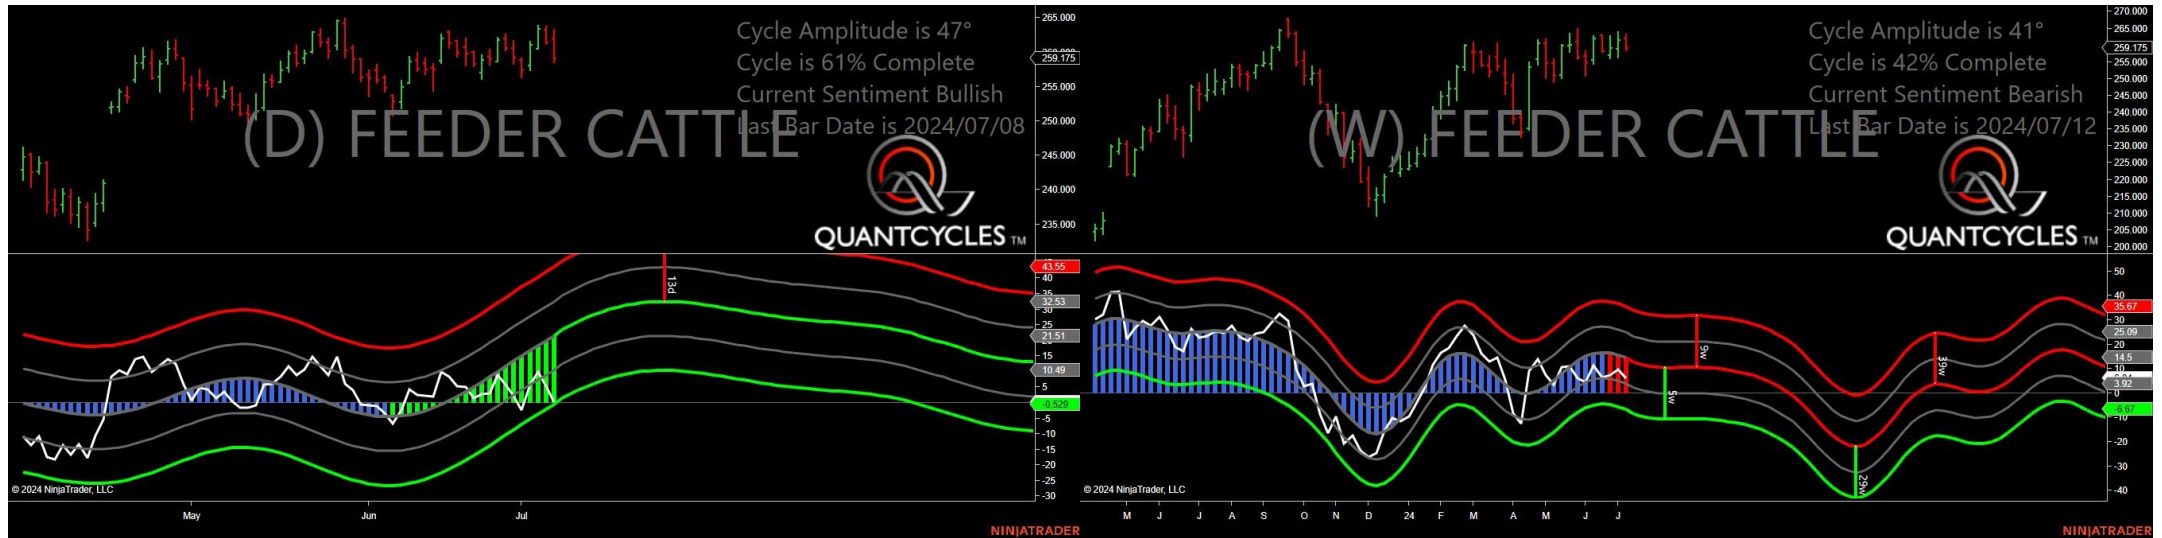 Cycle Amplitude is 47°
Cycle is 61% Complete
Current Sentiment Bullish
Last Bar Date is 2024/07/08
(D) FEEDER CATTLE
QUANTCYCLES TM
265.000
259.175
255.000
250.000
245.000
240.000
235.000
13d
43.55
40
35
32.53
30
25
21.51
15
10.49
5
-0.529
-5
-10
-15
-20
-25
-30
© 2024 NinjaTrader, LLC
May Jun Jul
NINJATRADER
Cycle Amplitude is 41°
Cycle is 42% Complete
Current Sentiment Bearish
Last Bar Date is 2024/07/12
(W) FEEDER CATTLE
QUANTCYCLES TM
270.000
265.000
259.175
255.000
250.000
245.000
240.000
235.000
230.000
225.000
220.000
215.000
210.000
205.000
200.000
9w
5w
39w
29w
50
40
35.67
30
25.09
20
14.5
10
3.92
0
-6.67
-10
-20
-30
-40
© 2024 NinjaTrader, LLC
M J J A S O N D 24 F M A M J J
NINJATRADER